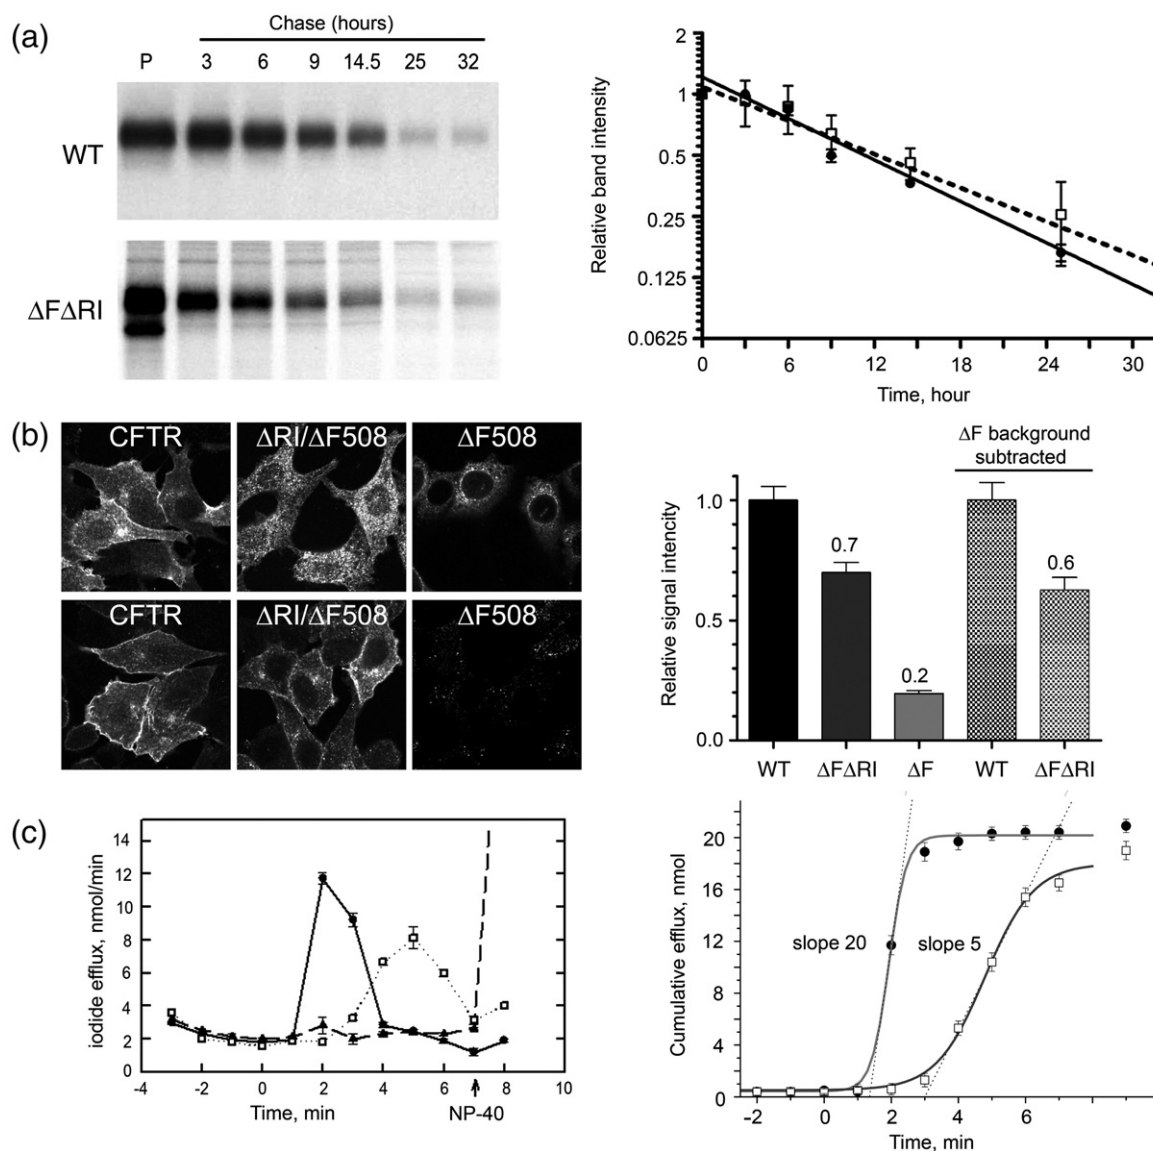 (a)
Chase (hours)
P 3 6 9 14.5 25 32
WT
ΔFΔRI
2
1
0.5
0.25
0.125
0.0625
Relative band intensity
0 6 12 18 24 30
Time, hour
(b)
CFTR ΔRI/ΔF508 ΔF508
CFTR ΔRI/ΔF508 ΔF508
ΔF background
subtracted
1.0
0.5
0.0
Relative signal intencity
0.7
0.2
0.6
WT ΔFΔRI ΔF WT ΔFΔRI
(c)
14
12
10
8
6
4
2
0
iodide efflux, nmol/min
-4 -2 0 2 4 6 8 10
Time, min
NP-40
20
16
12
8
4
0
Cumulative efflux, nmol
slope 20
slope 5
-2 0 2 4 6
Time, min